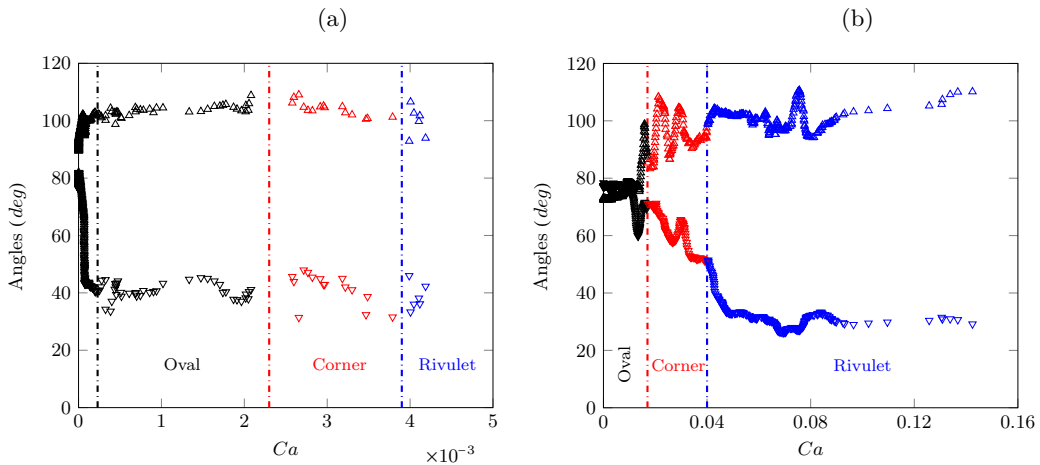 (a)
120
100
80
60
40
20
0
Angles (deg)
Oval
Corner
Rivulet
0
1
2
3
4
5
Ca
×10−3
(b)
120
100
80
60
40
20
0
Angles (deg)
Oval
Corner
Rivulet
0
0.04
0.08
0.12
0.16
Ca